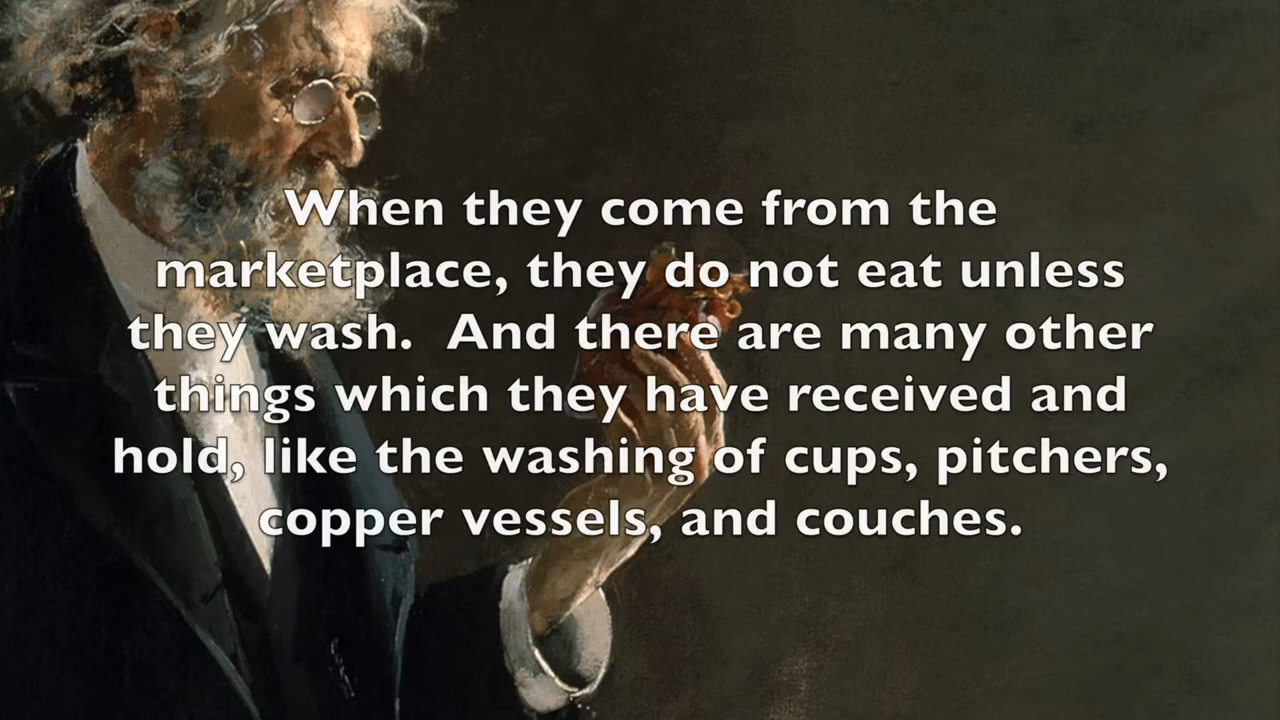 When they come from the
marketplace, they do not eat unless
they wash.  And there are many other
things which they have received and
hold, like the washing of cups, pitchers,
copper vessels, and couches.